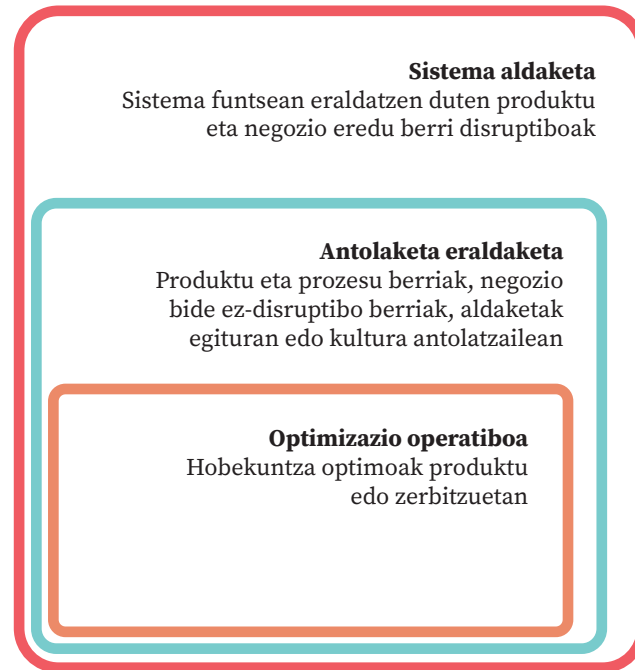 Sistema aldaketa
Sistema funtsean eraldatzen duten produktu
eta negozio eredu berri disruptiboak
Antolaketa eraldaketa
Produktu eta prozesu berriak, negozio
bide ez-disruptibo berriak, aldaketak
egituran edo kultura antolatzailean
Optimizazio operatiboa
Hobekuntza optimoak produktu
edo zerbitzuetan